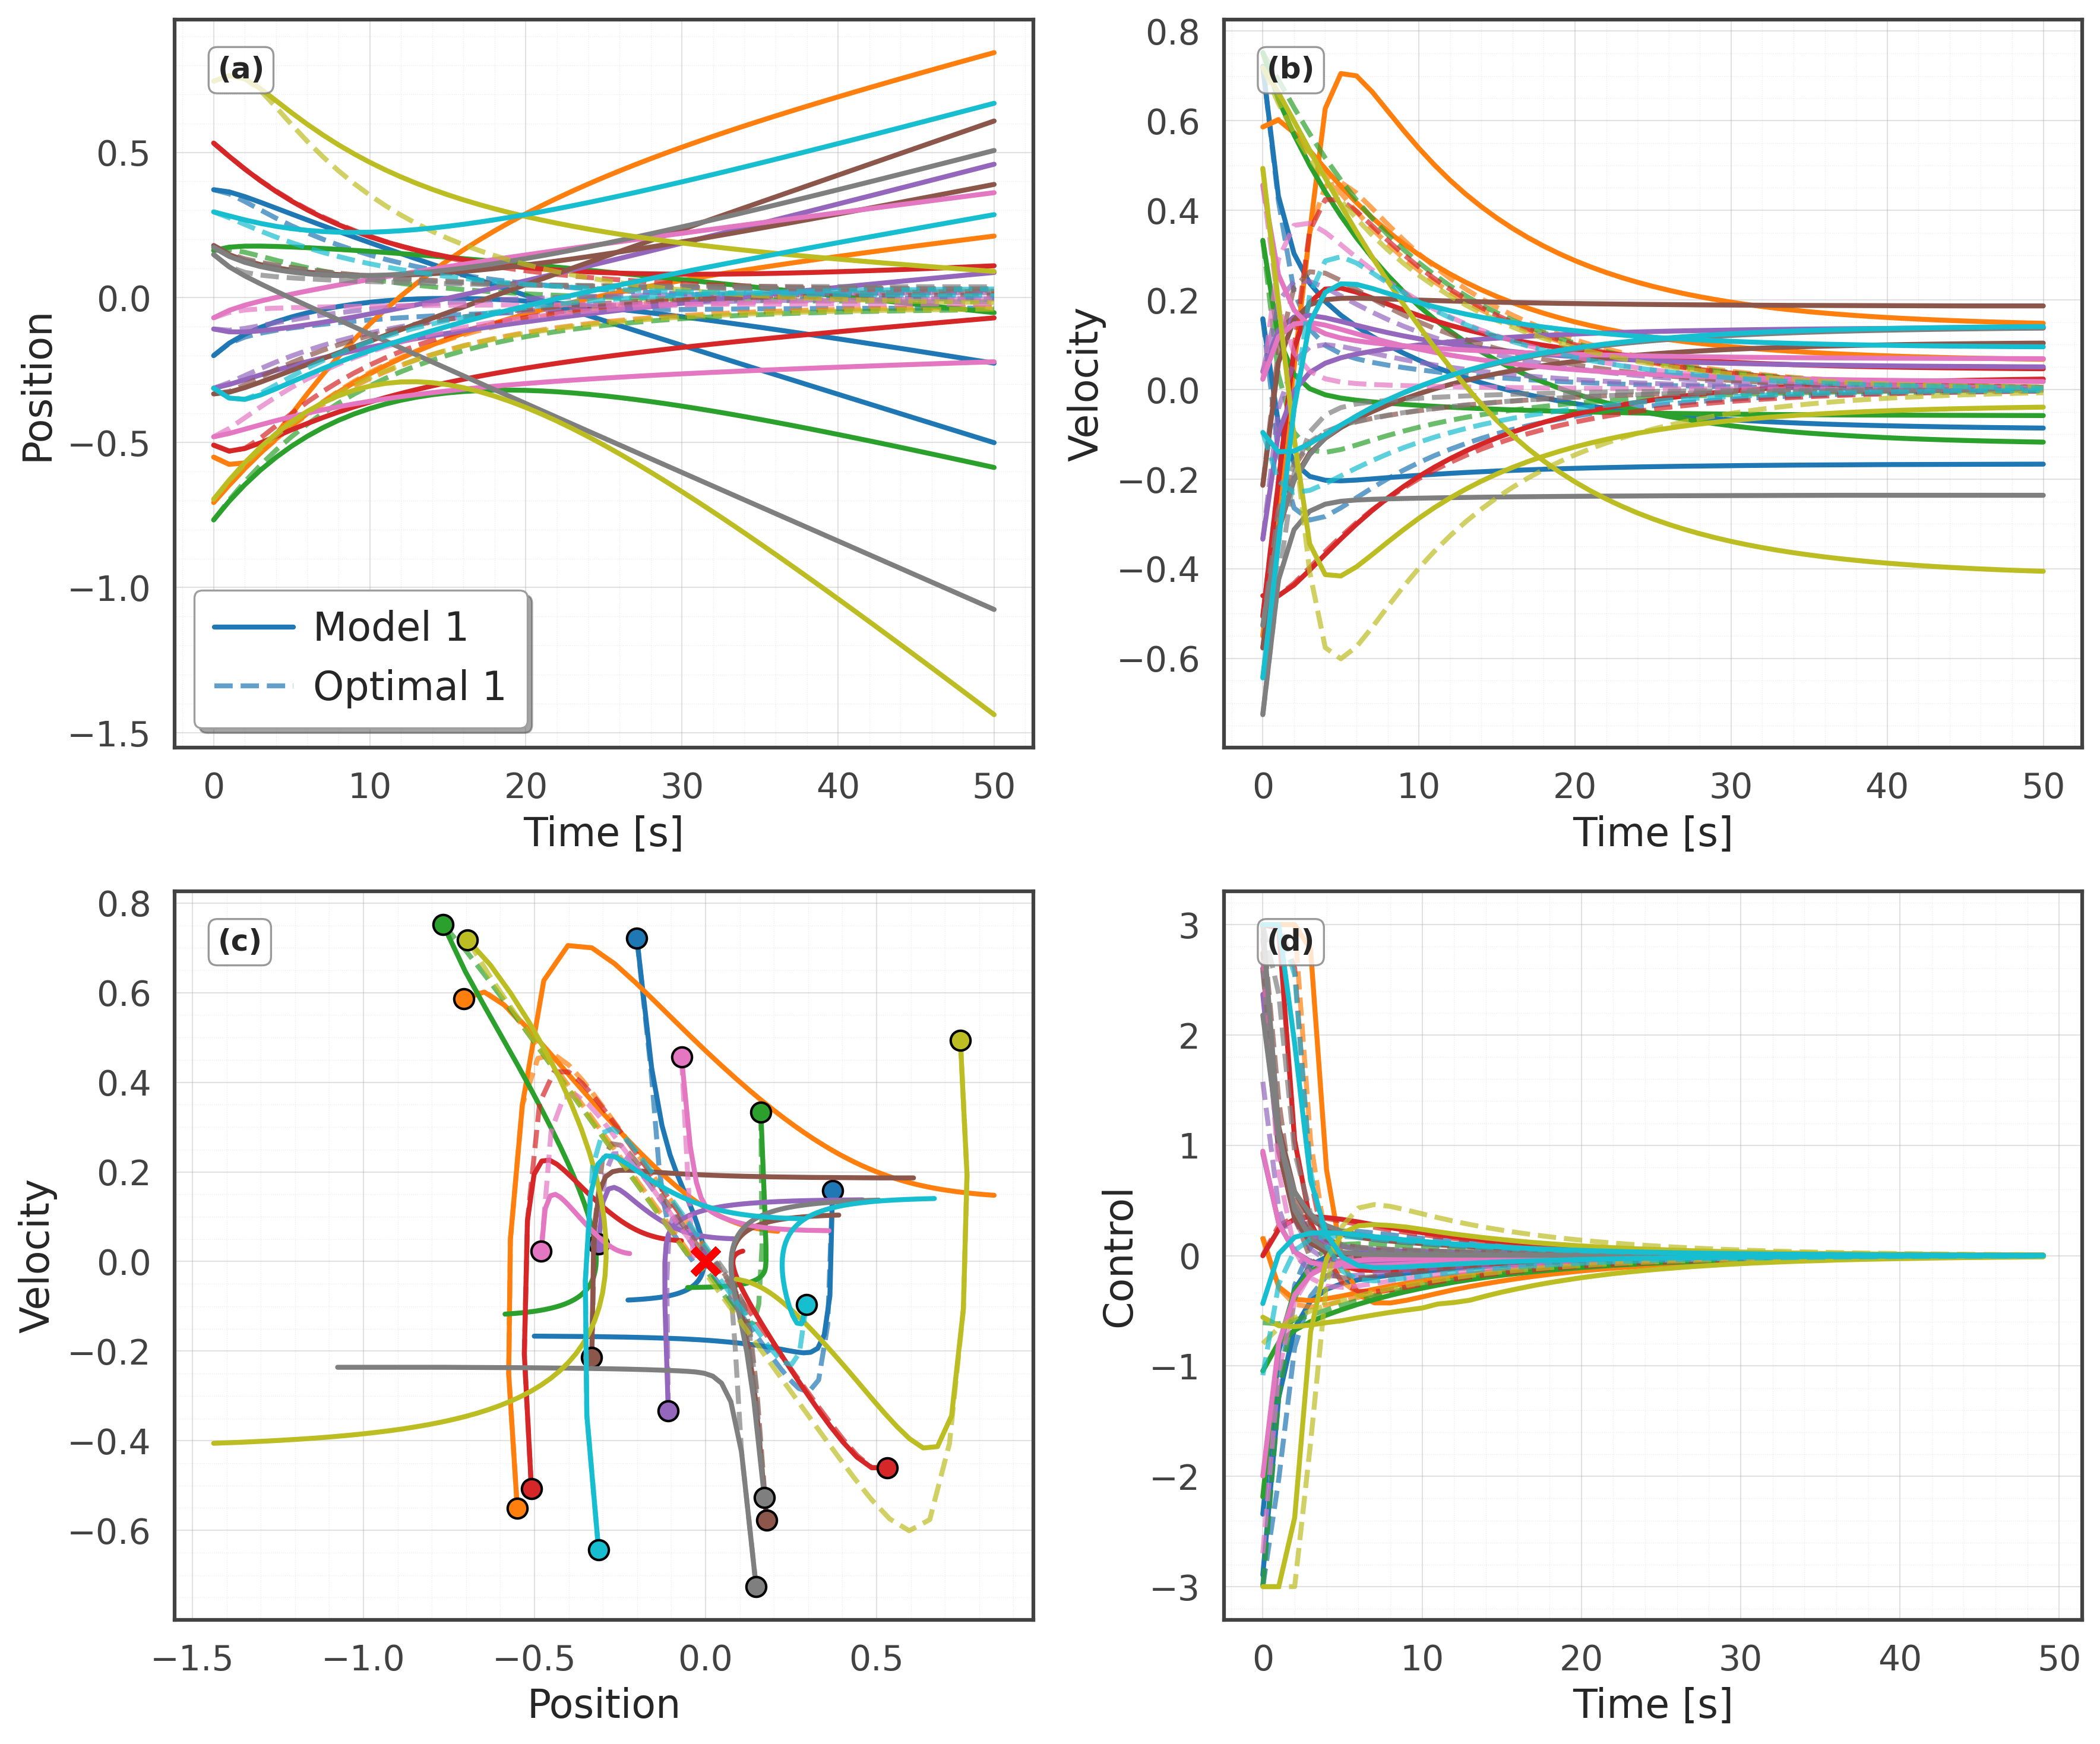 (a)
Position
0.5
0.0
−0.5
−1.0
−1.5
Model 1
Optimal 1
0 10 20 30 40 50
Time [s]
(b)
Velocity
0.8
0.6
0.4
0.2
0.0
−0.2
−0.4
−0.6
0 10 20 30 40 50
Time [s]
(c)
Velocity
0.8
0.6
0.4
0.2
0.0
−0.2
−0.4
−0.6
−1.5 −1.0 −0.5 0.0 0.5
Position
(d)
Control
3
2
1
0
−1
−2
−3
0 10 20 30 40 50
Time [s]